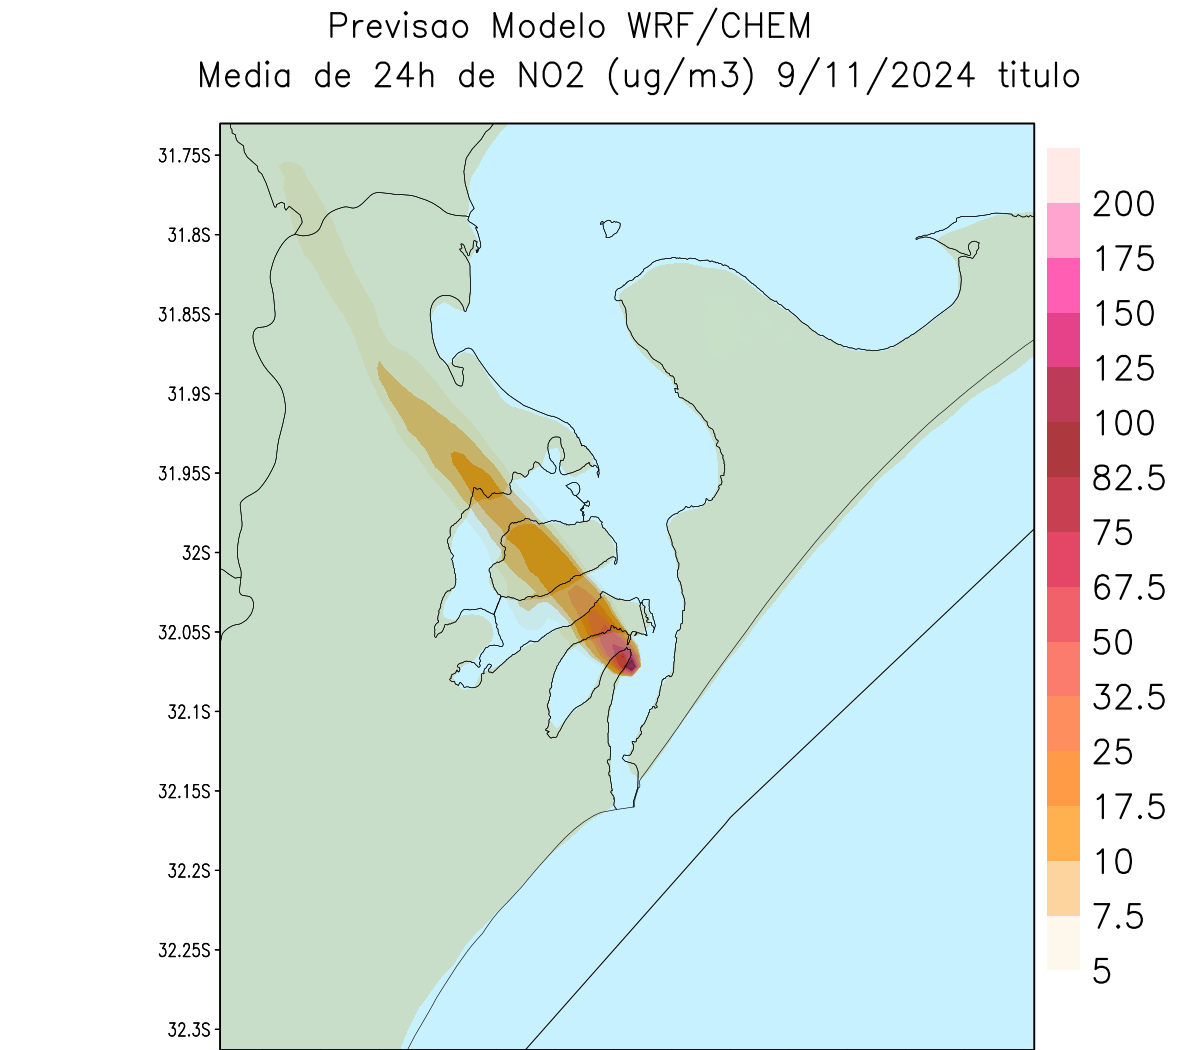 Previsao Modelo WRF/CHEM
Media de 24h de NO2 (ug/m3) 9/11/2024 titulo
31.75S
31.8S
31.85S
31.9S
31.95S
32S
32.05S
32.1S
32.15S
32.2S
32.25S
32.3S
200
175
150
125
100
82.5
75
67.5
50
32.5
25
17.5
10
7.5
5